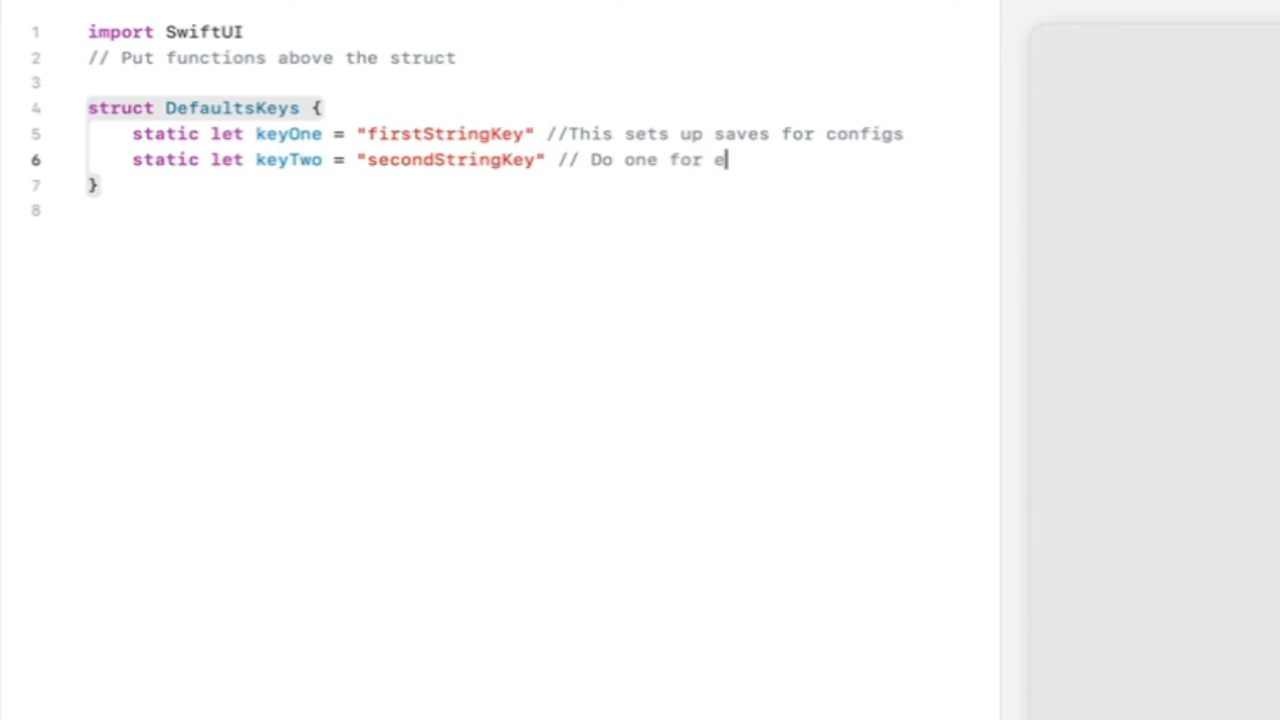 1 import SwiftUI
2 // Put functions above the struct
3
4 struct DefaultsKeys {
5 static let keyOne = "firstStringKey" //This sets up saves for configs
6 static let keyTwo = "secondStringKey" // Do one for e
7 }
8